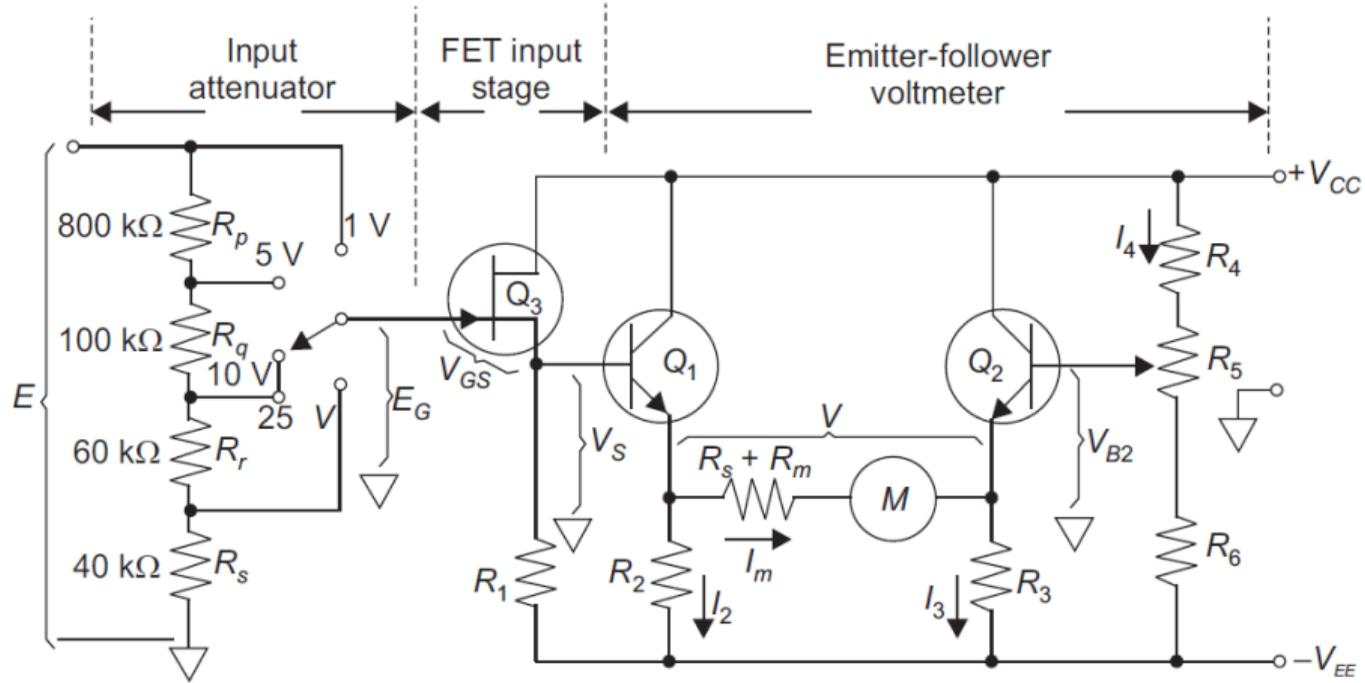 Input
attenuator
FET input
stage
Emitter-follower
voltmeter
+V_CC
800 kΩ
R_p
1 V
5 V
I_4
R_4
Q_3
100 kΩ
R_q
10 V
25
V
E
E_G
V_GS
V_S
Q_1
Q_2
R_5
V
V_B2
60 kΩ
R_r
R_s + R_m
M
I_m
40 kΩ
R_s
R_1
R_2
I_2
I_3
R_3
R_6
−V_EE